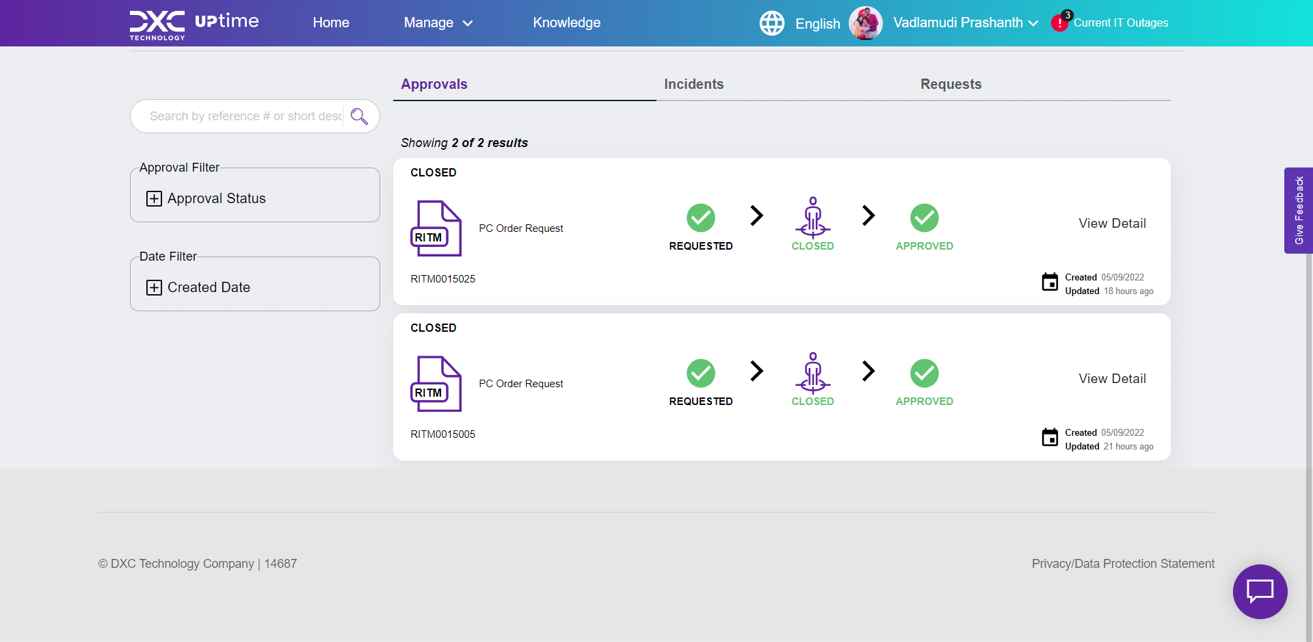 DXC TECHNOLOGY
UPtime
Home
Manage
Knowledge
English
Vadlamudi Prashanth
3
Current IT Outages
Approvals
Incidents
Requests
Search by reference # or short desc
Approval Filter
Approval Status
Date Filter
Created Date
Showing 2 of 2 results
CLOSED
RITM
PC Order Request
REQUESTED
CLOSED
APPROVED
View Detail
RITM0015025
Created 05/09/2022
Updated 18 hours ago
CLOSED
RITM
PC Order Request
REQUESTED
CLOSED
APPROVED
View Detail
RITM0015005
Created 05/09/2022
Updated 21 hours ago
Give Feedback
© DXC Technology Company | 14687
Privacy/Data Protection Statement